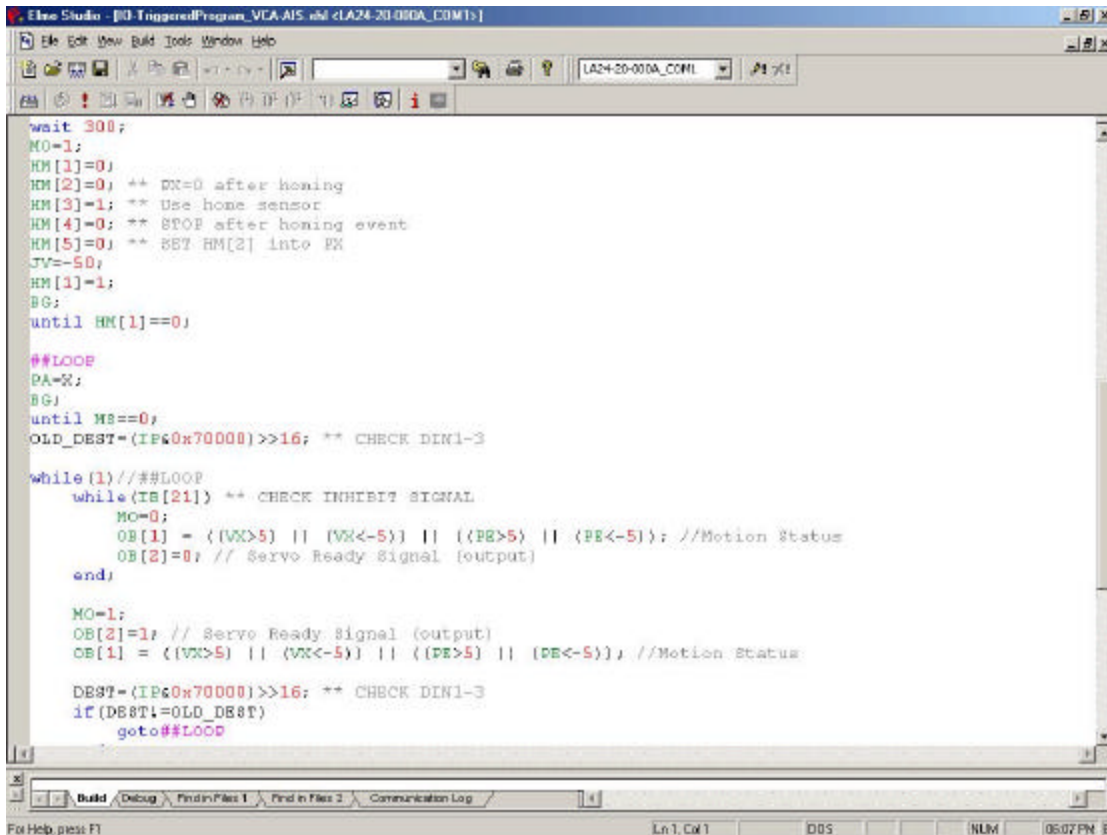 Elmo Studio - [IO-TriggeredProgram_VCA-AIS.ehl <LA24-20-000A_COM1>]
File Edit View Build Tools Window Help
LA24-20-000A_COM1
wait 300;
MO=1;
HM[1]=0;
HM[2]=0; ** PX=0 after homing
HM[3]=1; ** Use home sensor
HM[4]=0; ** STOP after homing event
HM[5]=0; ** SET HM[2] into PX
JV=-50;
HM[1]=1;
BG;
until HM[1]==0;
##LOOP
PA=X;
BG;
until MS==0;
OLD_DEST=(IP&0x70000)>>16; ** CHECK DIN1-3
while(1)//##LOOP
while(IB[21]) ** CHECK INHIBIT SIGNAL
MO=0;
OB[1] = ((VX>5) || (VX<-5)) || ((PE>5) || (PE<-5)); //Motion Status
OB[2]=0; // Servo Ready Signal (output)
end;
MO=1;
OB[2]=1; // Servo Ready Signal (output)
OB[1] = ((VX>5) || (VX<-5)) || ((PE>5) || (PE<-5)); //Motion Status
DEST=(IP&0x70000)>>16; ** CHECK DIN1-3
if(DEST!=OLD_DEST)
goto##LOOP
Build Debug Find in Files 1 Find in Files 2 Communication Log
For Help, press F1 Ln 1, Col 1 DOS NUM 06:07 PM